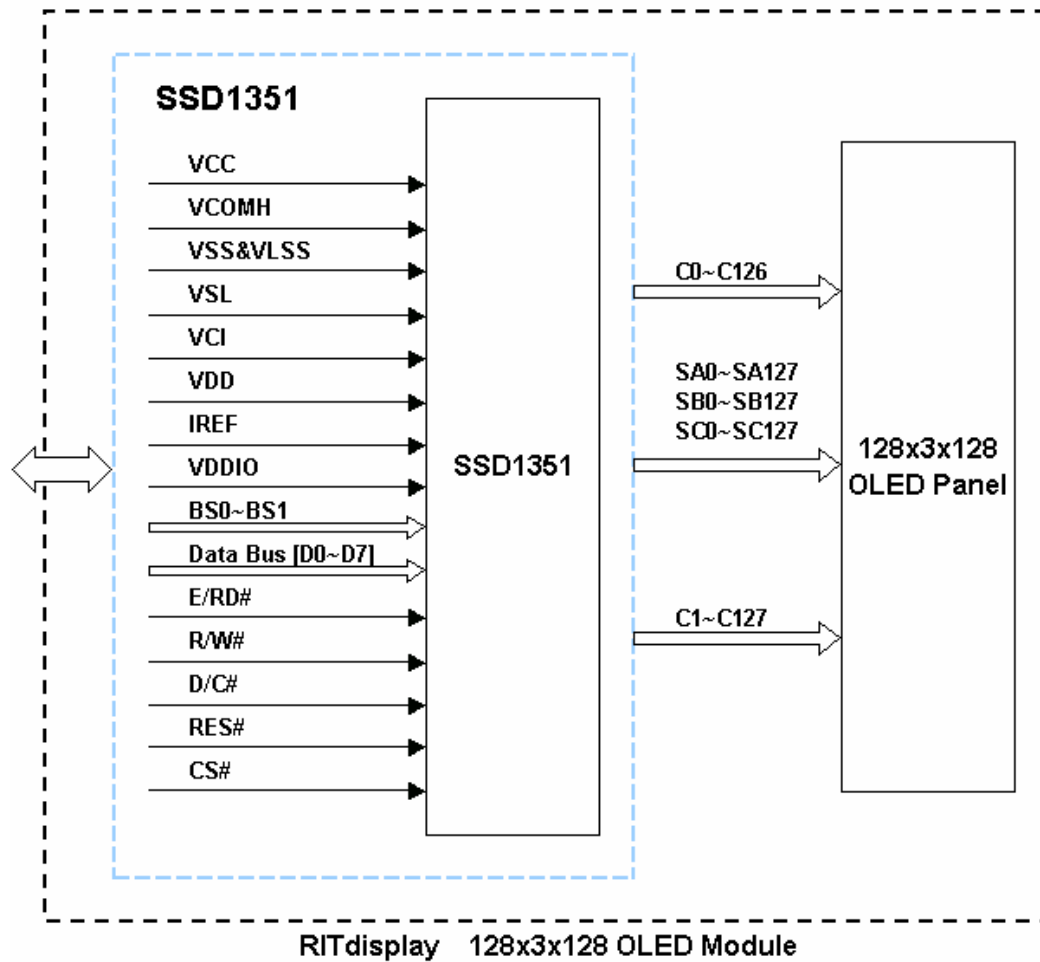 SSD1351
VCC
VCOMH
VSS&VLSS
VSL
VCI
VDD
IREF
VDDIO
BS0~BS1
Data Bus [D0~D7]
E/RD#
R/W#
D/C#
RES#
CS#
SSD1351
C0~C126
SA0~SA127
SB0~SB127
SC0~SC127
C1~C127
128x3x128
OLED Panel
RITdisplay 128x3x128 OLED Module